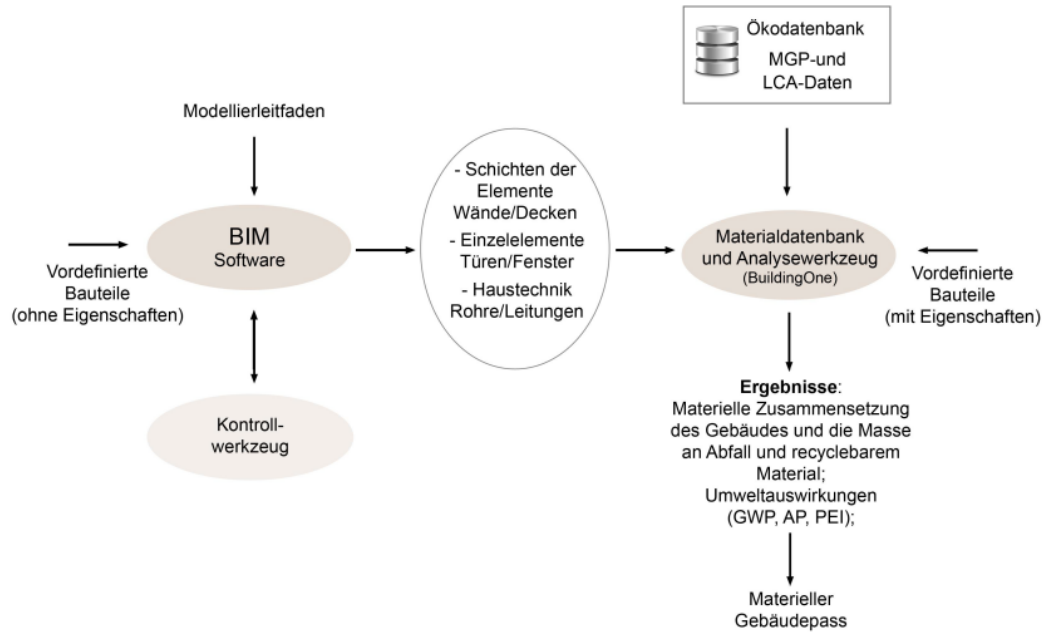 Ökodatenbank
MGP-und
LCA-Daten
Modellierleitfaden
BIM
Software
Vordefinierte
Bauteile
(ohne Eigenschaften)
Kontroll-
werkzeug
- Schichten der
Elemente
Wände/Decken
- Einzelelemente
Türen/Fenster
- Haustechnik
Rohre/Leitungen
Materialdatenbank
und Analysewerkzeug
(BuildingOne)
Vordefinierte
Bauteile
(mit Eigenschaften)
Ergebnisse:
Materielle Zusammensetzung
des Gebäudes und die Masse
an Abfall und recyclebarem
Material;
Umweltauswirkungen
(GWP, AP, PEI);
Materieller
Gebäudepass